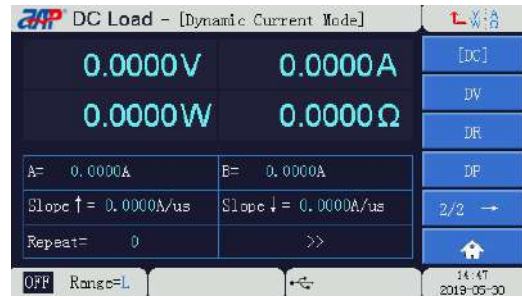 DC Load - [Dynamic Current Mode]
0.0000V 0.0000A
0.0000W 0.0000Ω
A= 0.0000A B= 0.0000A
Slope↑= 0.0000A/us Slope↓= 0.0000A/us
Repeat= 0 >>
OFF Range=L
[DC]
DV
DR
DP
2/2 →
14:47
2019-05-30